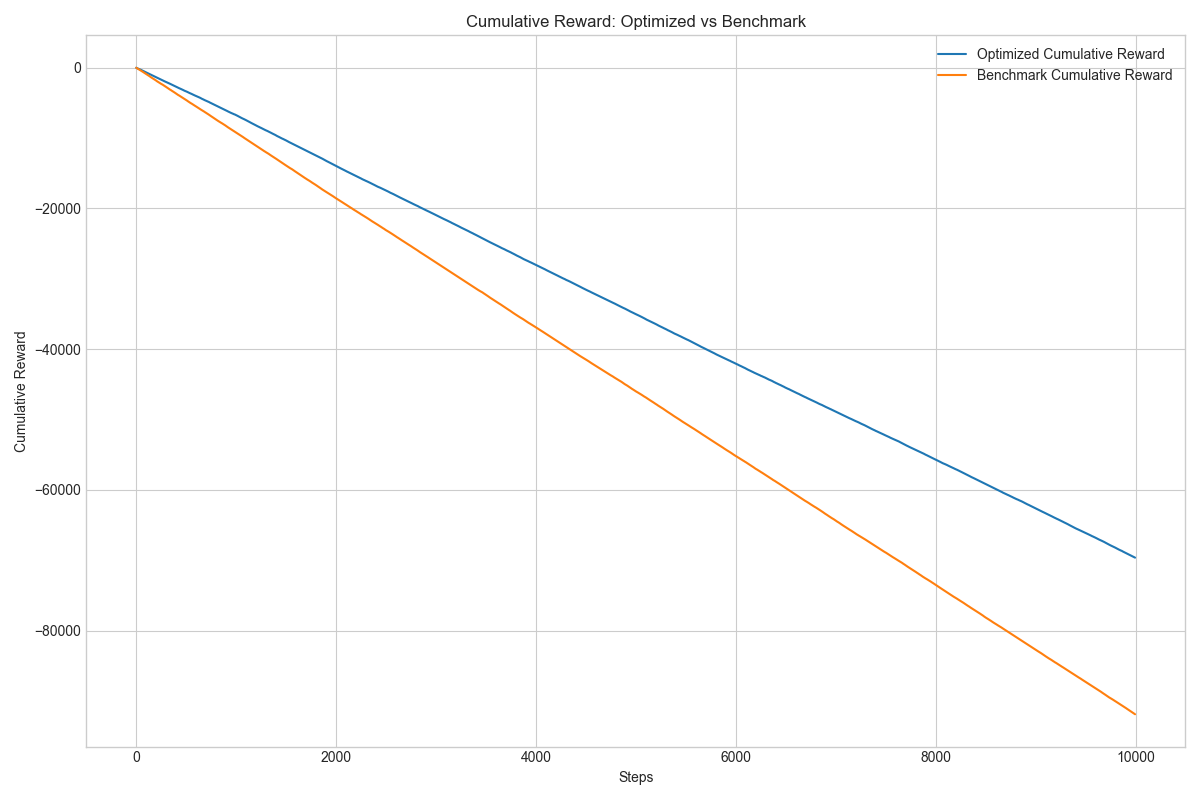 Cumulative Reward: Optimized vs Benchmark
Optimized Cumulative Reward
Benchmark Cumulative Reward
Cumulative Reward
0
−20000
−40000
−60000
−80000
0
2000
4000
6000
8000
10000
Steps